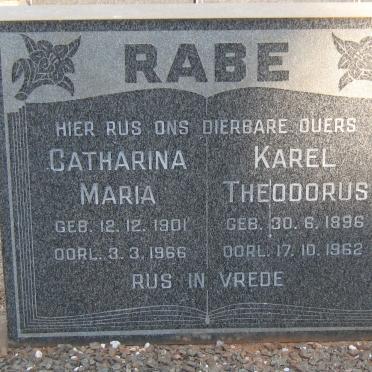 RABE
HIER RUS ONS DIERBARE OUERS
CATHARINA MARIA
GEB. 12.12.1901
OORL. 3.3.1966
KAREL THEODORUS
GEB. 30.6.1896
OORL. 17.10.1962
RUS IN VREDE